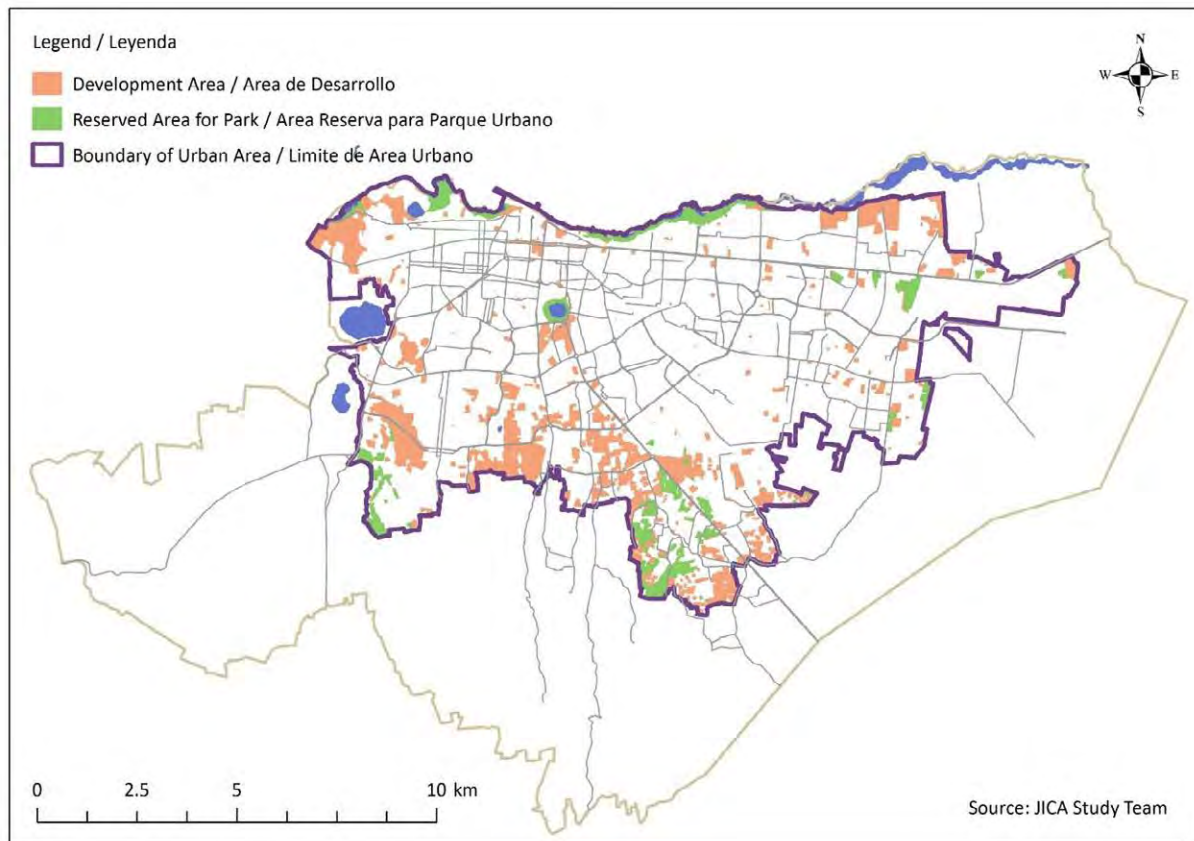 Legend / Leyenda
Development Area / Area de Desarrollo
Reserved Area for Park / Area Reserva para Parque Urbano
Boundary of Urban Area / Limite de Area Urbano
N
W E
S
0 2.5 5 10 km
Source: JICA Study Team